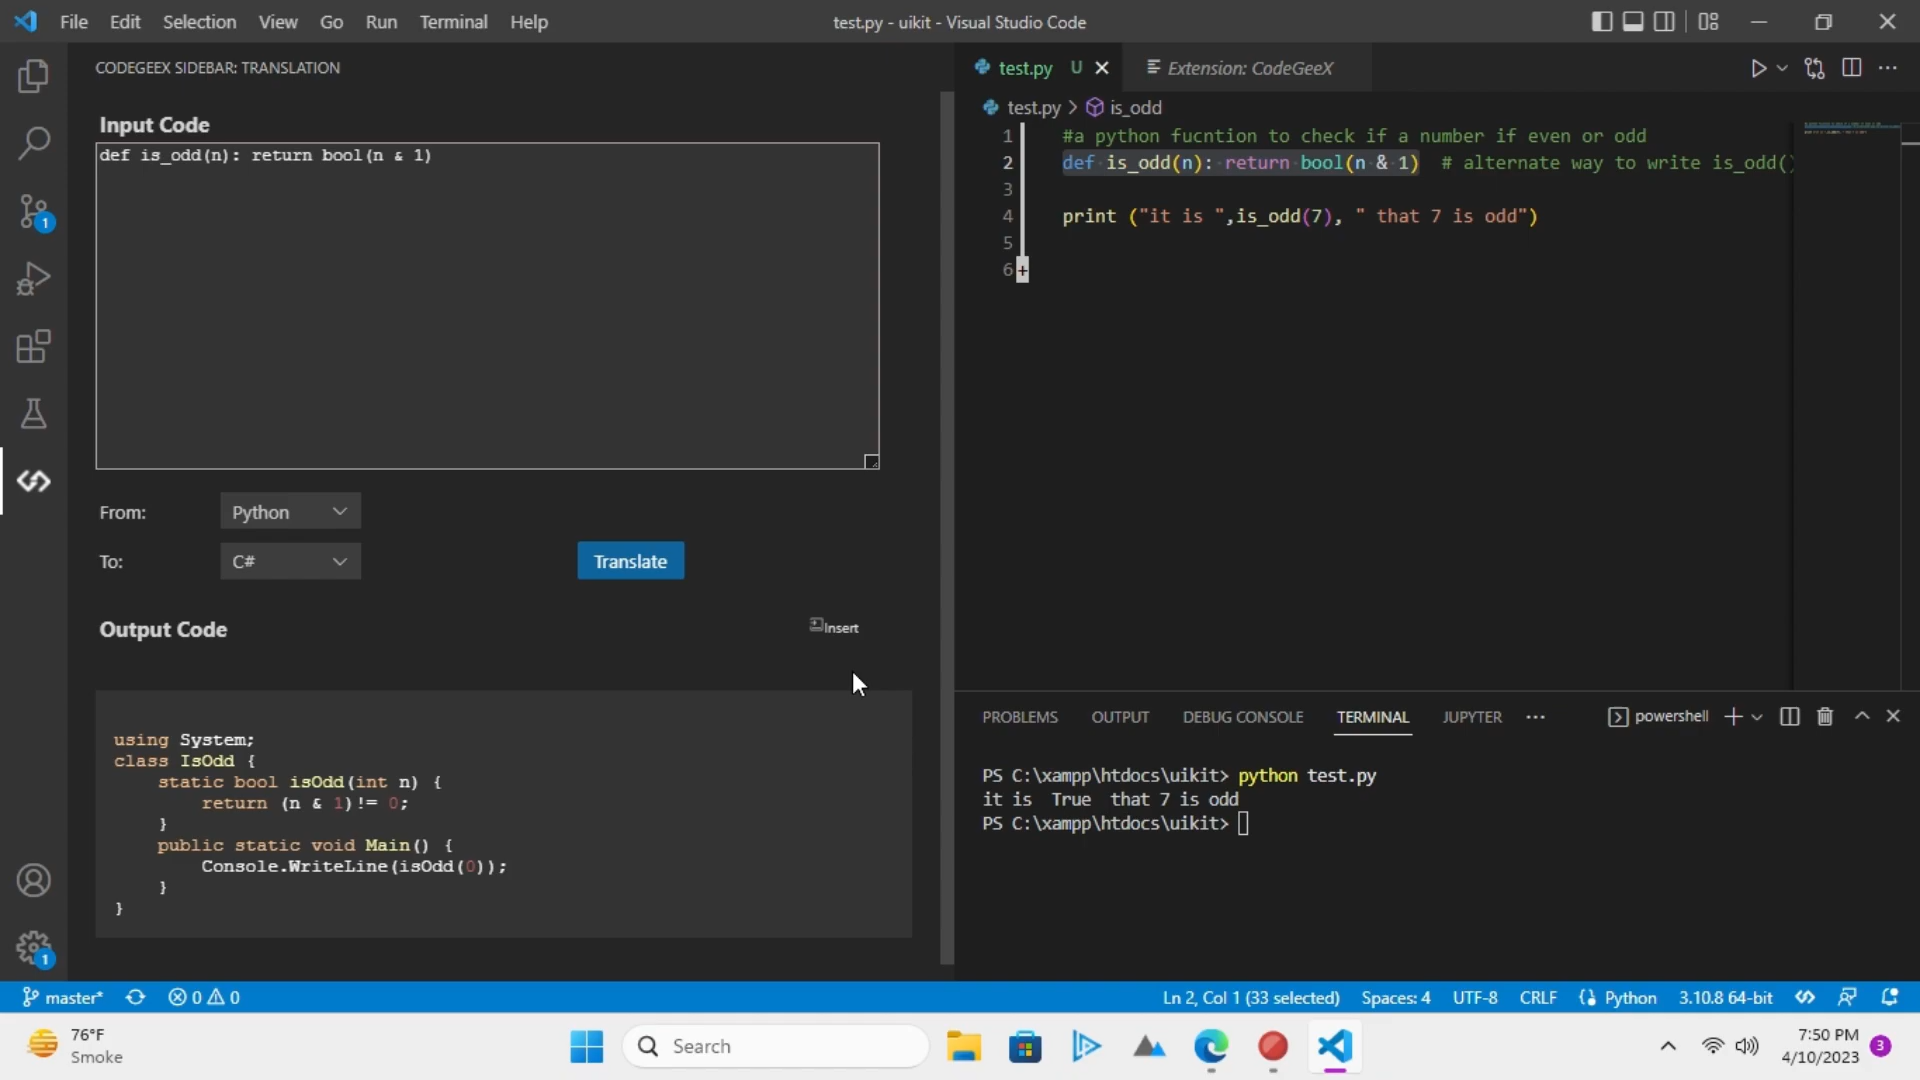 File Edit Selection View Go Run Terminal Help
test.py - uikit - Visual Studio Code
CODEGEEX SIDEBAR: TRANSLATION
Input Code
def is_odd(n): return bool(n & 1)
From: Python
To: C#
Translate
Output Code
Insert
using System;
class IsOdd {
static bool isOdd(int n) {
return (n & 1)!= 0;
}
public static void Main() {
Console.WriteLine(isOdd(0));
}
}
test.py U
Extension: CodeGeeX
test.py > is_odd
1 #a python fucntion to check if a number if even or odd
2 def is_odd(n): return bool(n & 1) # alternate way to write is_odd()
3
4 print ("it is ",is_odd(7), " that 7 is odd")
5
6 +
PROBLEMS OUTPUT DEBUG CONSOLE TERMINAL JUPYTER ... powershell
PS C:\xampp\htdocs\uikit> python test.py
it is  True  that 7 is odd
PS C:\xampp\htdocs\uikit>
1
1
master* 0 0
Ln 2, Col 1 (33 selected) Spaces: 4 UTF-8 CRLF Python 3.10.8 64-bit
76°F
Smoke
Search
7:50 PM
4/10/2023
3